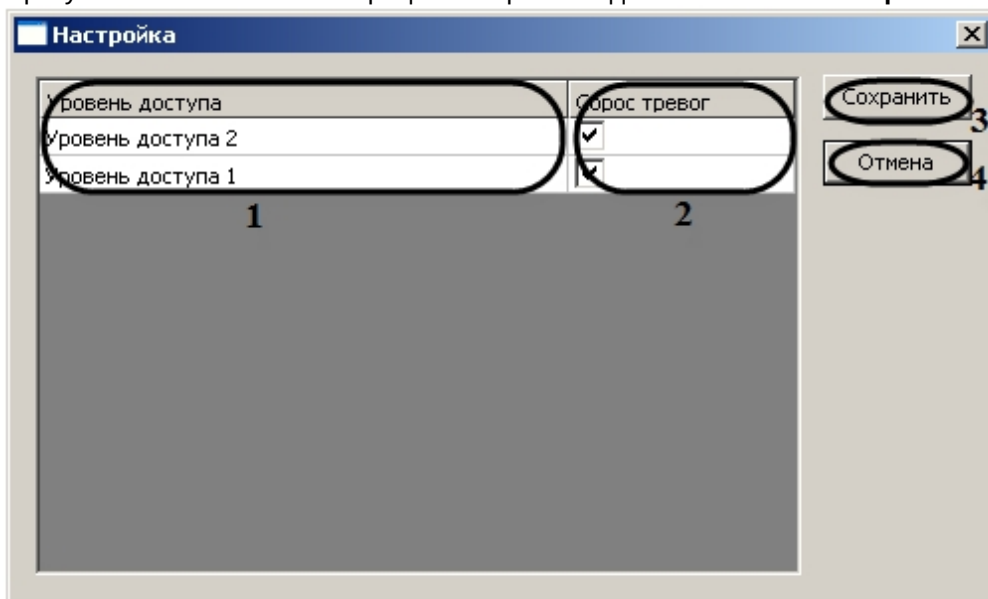 Настройка
Уровень доступа Сброс тревог
Уровень доступа 2
Уровень доступа 1
Сохранить
3
Отмена
4
1 2